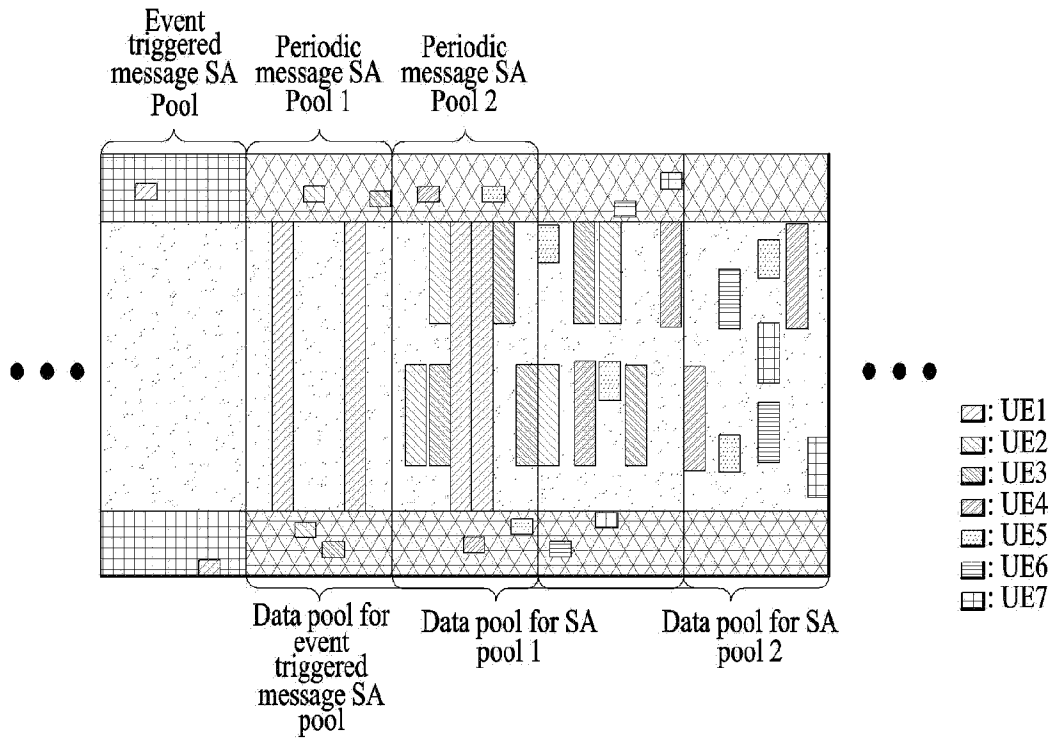 Event
triggered
message SA
Pool
Periodic
message SA
Pool 1
Periodic
message SA
Pool 2
: UE1
: UE2
: UE3
: UE4
: UE5
: UE6
: UE7
Data pool for
event
triggered
message SA
pool
Data pool for SA
pool 1
Data pool for SA
pool 2